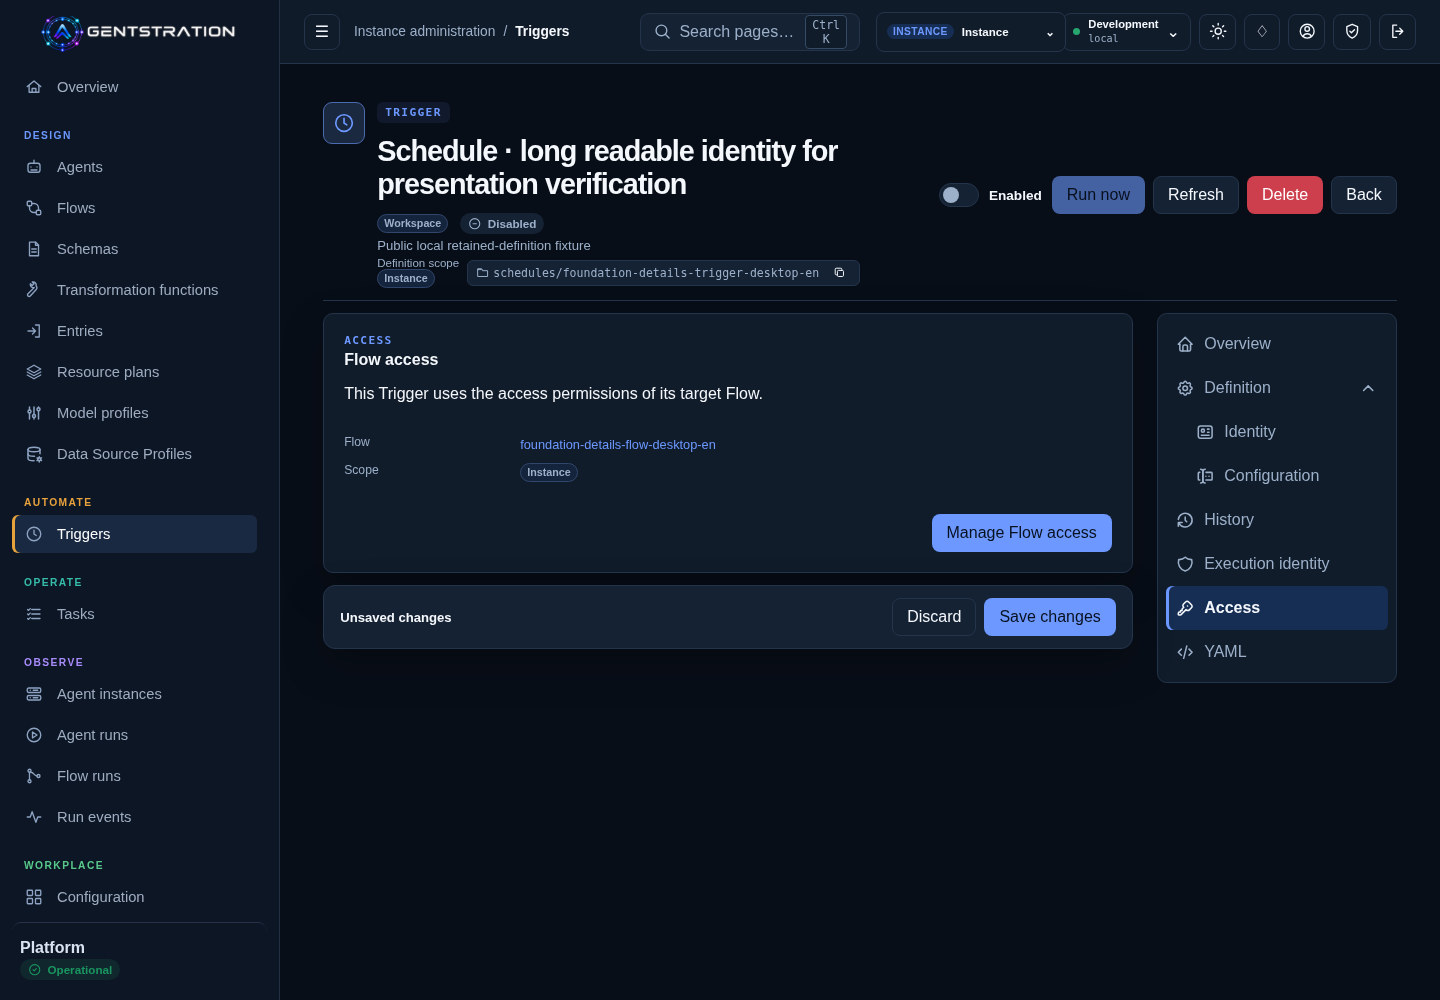 GENTSTRATION
Overview
DESIGN
Agents
Flows
Schemas
Transformation functions
Entries
Resource plans
Model profiles
Data Source Profiles
AUTOMATE
Triggers
OPERATE
Tasks
OBSERVE
Agent instances
Agent runs
Flow runs
Run events
WORKPLACE
Configuration
Platform
Operational
Instance administration / Triggers
Search pages…
Ctrl
K
INSTANCE Instance
Development
local
TRIGGER
Schedule · long readable identity for
presentation verification
Workspace
Disabled
Public local retained-definition fixture
Definition scope
Instance
schedules/foundation-details-trigger-desktop-en
Enabled
Run now
Refresh
Delete
Back
ACCESS
Flow access
This Trigger uses the access permissions of its target Flow.
Flow
foundation-details-flow-desktop-en
Scope
Instance
Manage Flow access
Unsaved changes
Discard
Save changes
Overview
Definition
Identity
Configuration
History
Execution identity
Access
YAML